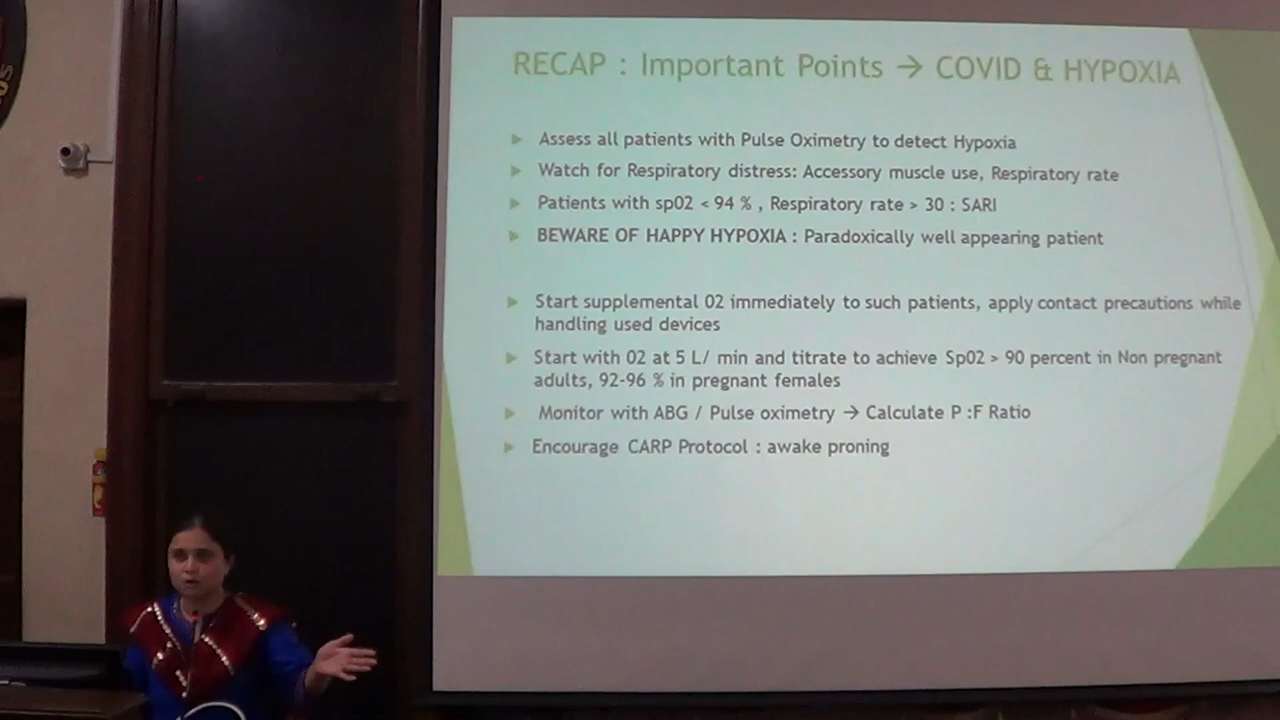 RECAP : Important Points → COVID & HYPOXIA
Assess all patients with Pulse Oximetry to detect Hypoxia
Watch for Respiratory distress: Accessory muscle use, Respiratory rate
Patients with sp02 < 94 % , Respiratory rate > 30 : SARI
BEWARE OF HAPPY HYPOXIA : Paradoxically well appearing patient
Start supplemental 02 immediately to such patients, apply contact precautions while
handling used devices
Start with 02 at 5 L/ min and titrate to achieve Sp02 > 90 percent in Non pregnant
adults, 92-96 % in pregnant females
Monitor with ABG / Pulse oximetry → Calculate P :F Ratio
Encourage CARP Protocol : awake proning